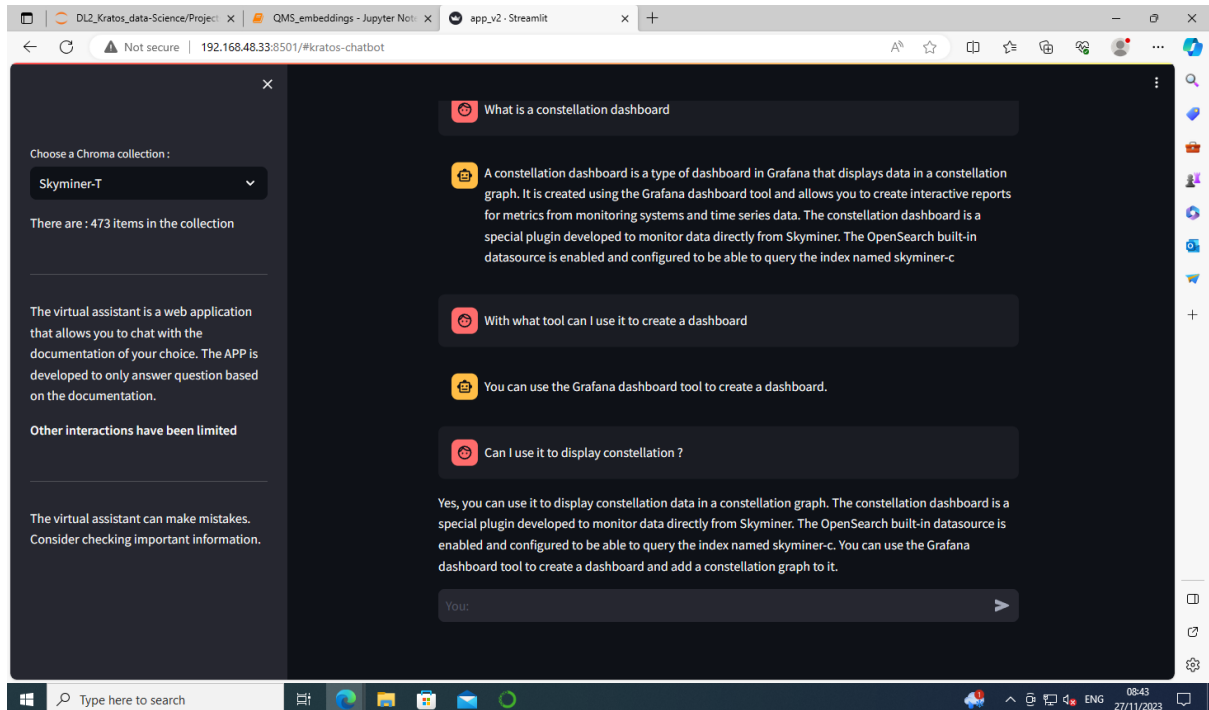 DL2_Kratos_data-Science/Project
QMS_embeddings - Jupyter Note
app_v2 · Streamlit
Not secure
192.168.48.33:8501/#kratos-chatbot
Choose a Chroma collection :
Skyminer-T
There are : 473 items in the collection
The virtual assistant is a web application
that allows you to chat with the
documentation of your choice. The APP is
developed to only answer question based
on the documentation.
Other interactions have been limited
The virtual assistant can make mistakes.
Consider checking important information.
What is a constellation dashboard
A constellation dashboard is a type of dashboard in Grafana that displays data in a constellation
graph. It is created using the Grafana dashboard tool and allows you to create interactive reports
for metrics from monitoring systems and time series data. The constellation dashboard is a
special plugin developed to monitor data directly from Skyminer. The OpenSearch built-in
datasource is enabled and configured to be able to query the index named skyminer-c
With what tool can I use it to create a dashboard
You can use the Grafana dashboard tool to create a dashboard.
Can I use it to display constellation ?
Yes, you can use it to display constellation data in a constellation graph. The constellation dashboard is a
special plugin developed to monitor data directly from Skyminer. The OpenSearch built-in datasource is
enabled and configured to be able to query the index named skyminer-c. You can use the Grafana
dashboard tool to create a dashboard and add a constellation graph to it.
You:
Type here to search
ENG
08:43
27/11/2023